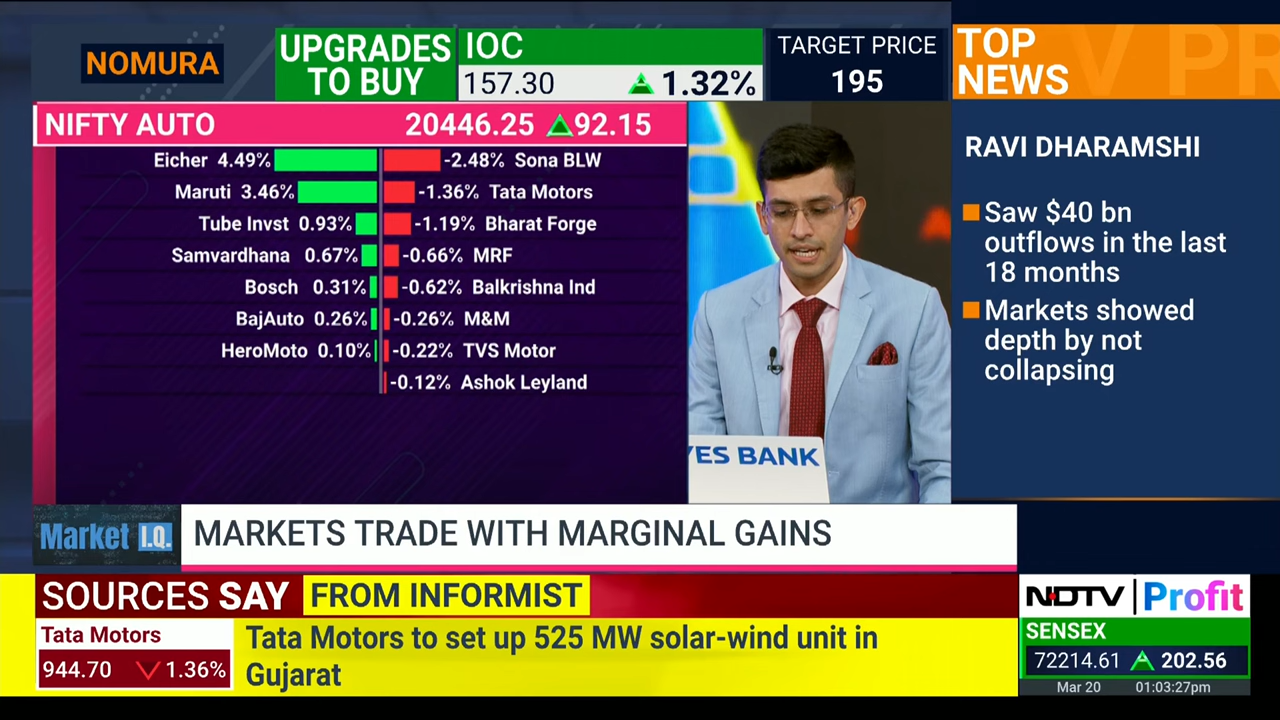 NOMURA
UPGRADES
TO BUY
IOC
157.30 ▲ 1.32%
TARGET PRICE
195
TOP
NEWS
NIFTY AUTO 20446.25 ▲92.15
Eicher 4.49% -2.48% Sona BLW
Maruti 3.46% -1.36% Tata Motors
Tube Invst 0.93% -1.19% Bharat Forge
Samvardhana 0.67% -0.66% MRF
Bosch 0.31% -0.62% Balkrishna Ind
BajAuto 0.26% -0.26% M&M
HeroMoto 0.10% -0.22% TVS Motor
-0.12% Ashok Leyland
YES BANK
RAVI DHARAMSHI
Saw $40 bn
outflows in the last
18 months
Markets showed
depth by not
collapsing
Market I.Q.
MARKETS TRADE WITH MARGINAL GAINS
SOURCES SAY FROM INFORMIST
Tata Motors
944.70 1.36%
Tata Motors to set up 525 MW solar-wind unit in
Gujarat
NDTV Profit
SENSEX
72214.61 ▲ 202.56
Mar 20 01:03:27pm